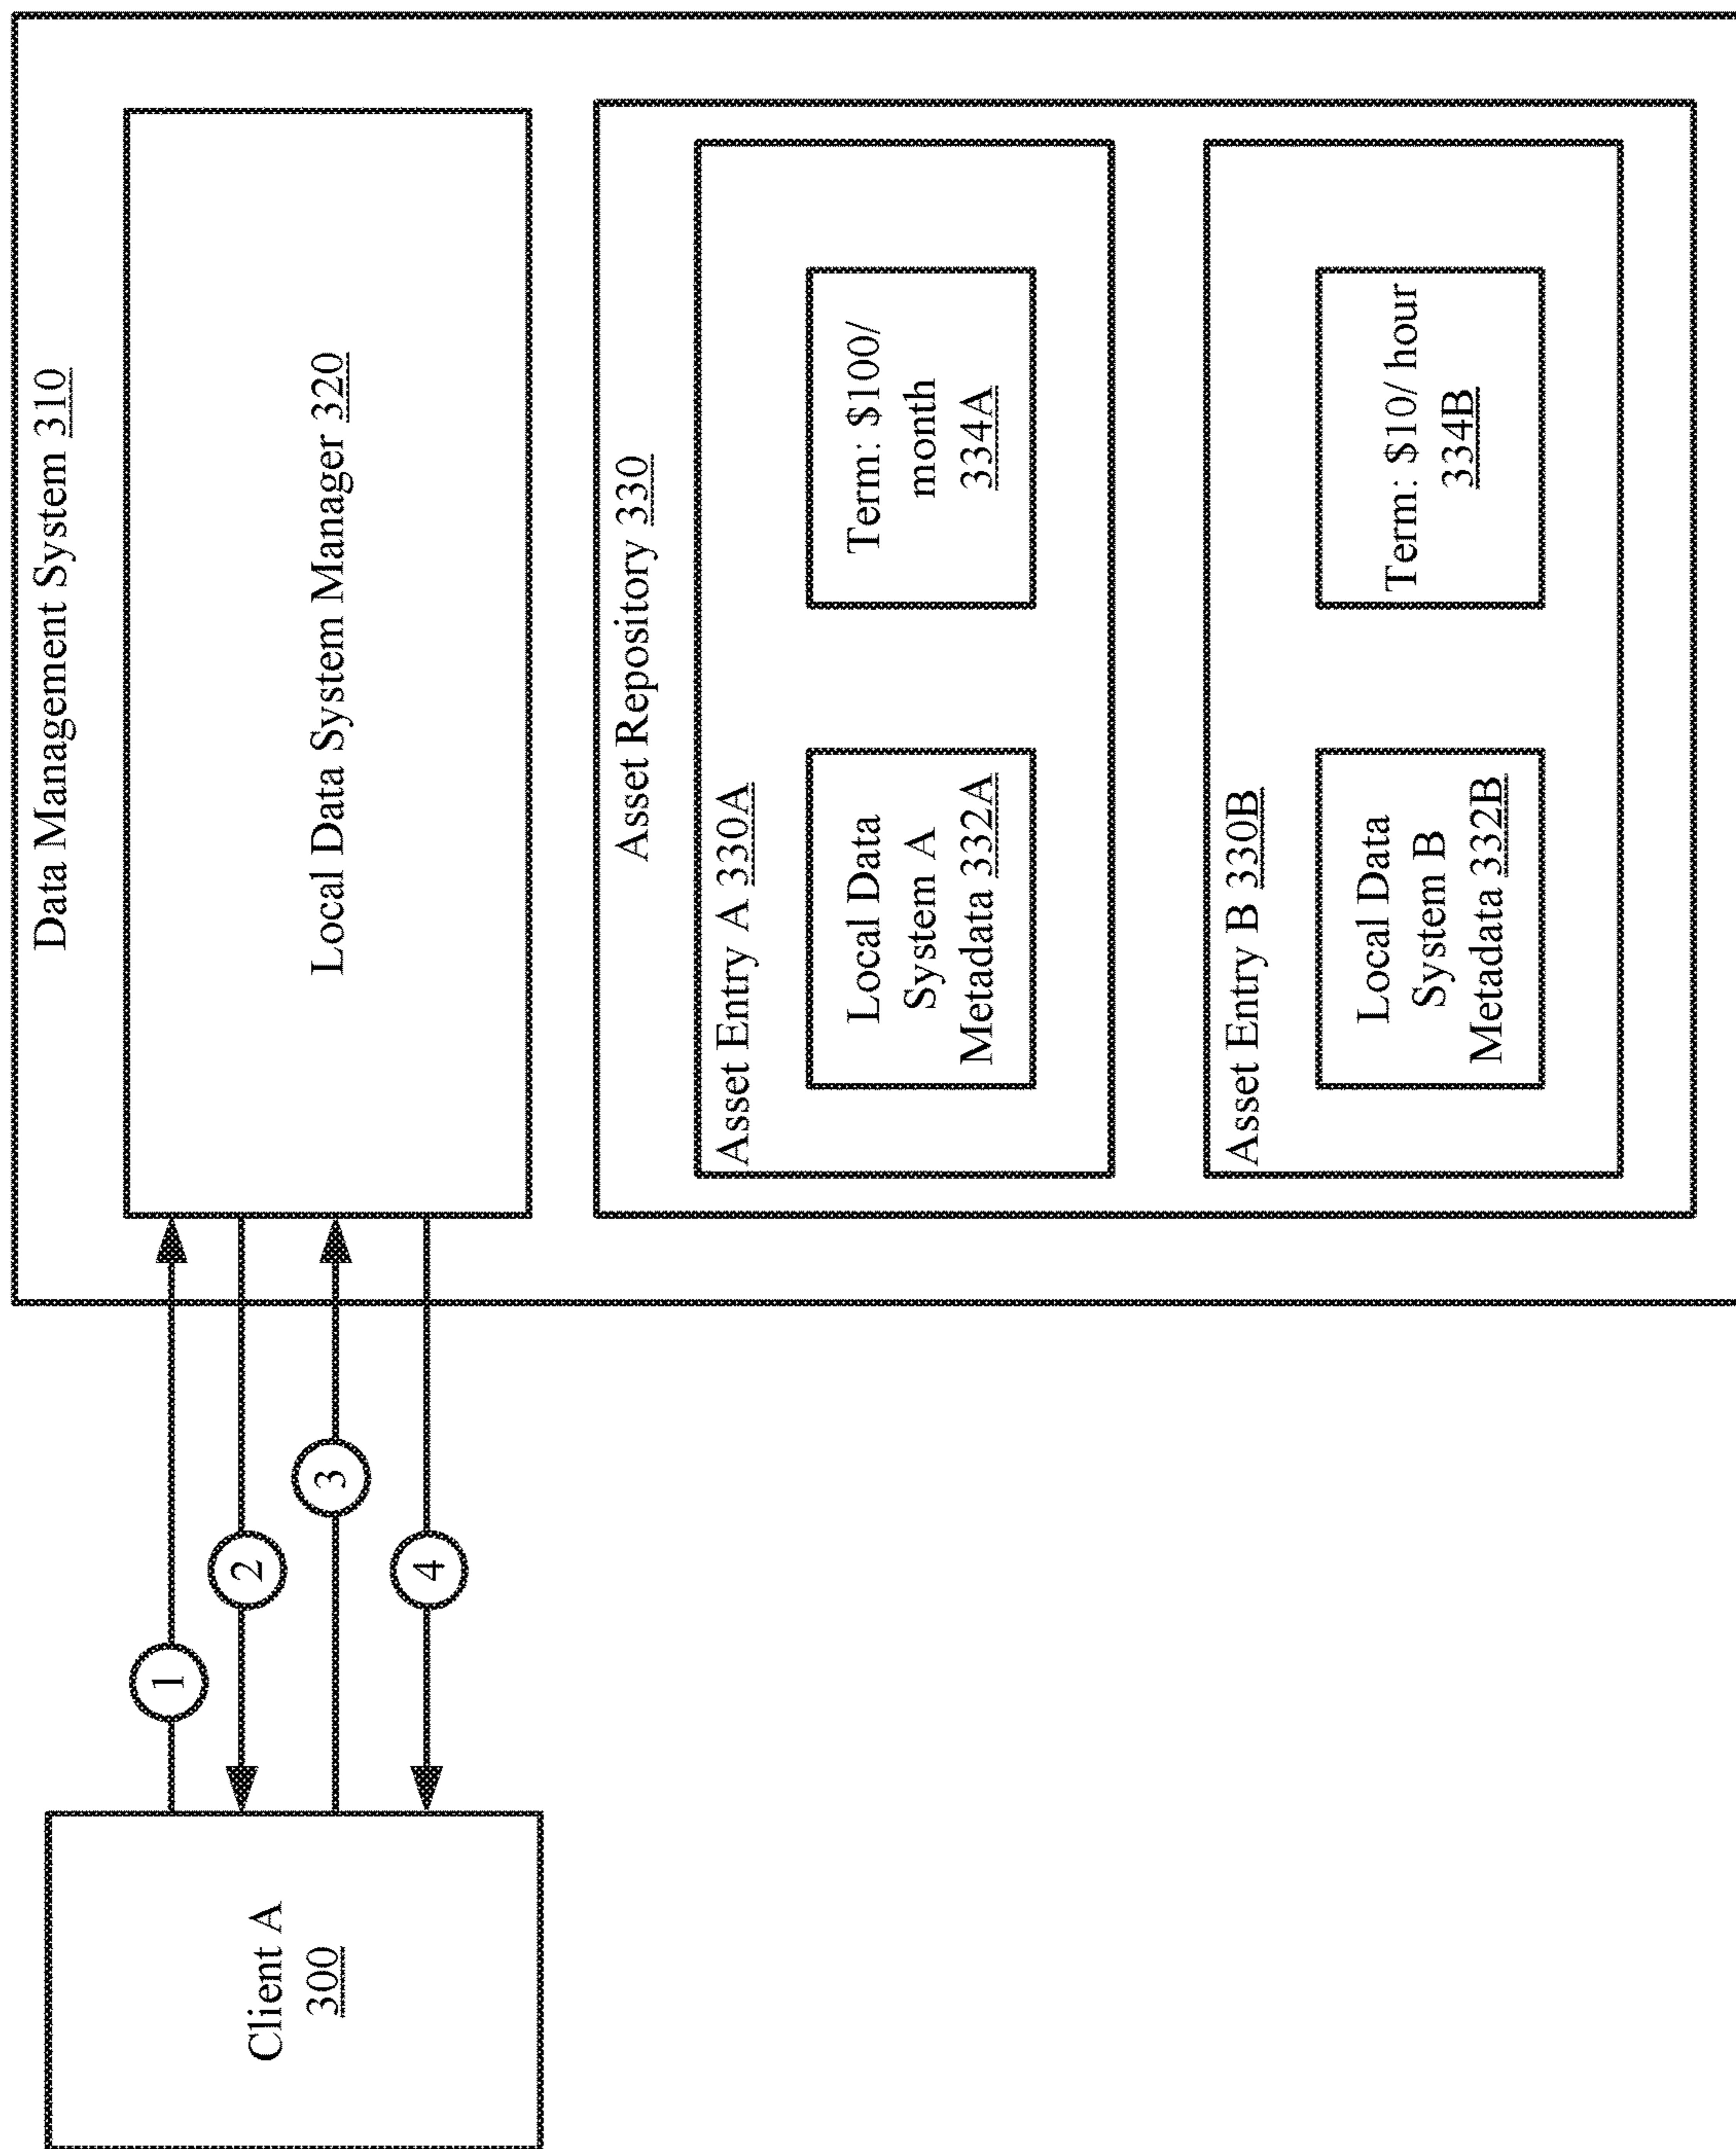 Client A
300
1
2
3
4
Data Management System 310
Local Data System Manager 320
Asset Repository 330
Asset Entry A 330A
Local Data
System A
Metadata 332A
Term: $100/
month
334A
Asset Entry B 330B
Local Data
System B
Metadata 332B
Term: $10/ hour
334B